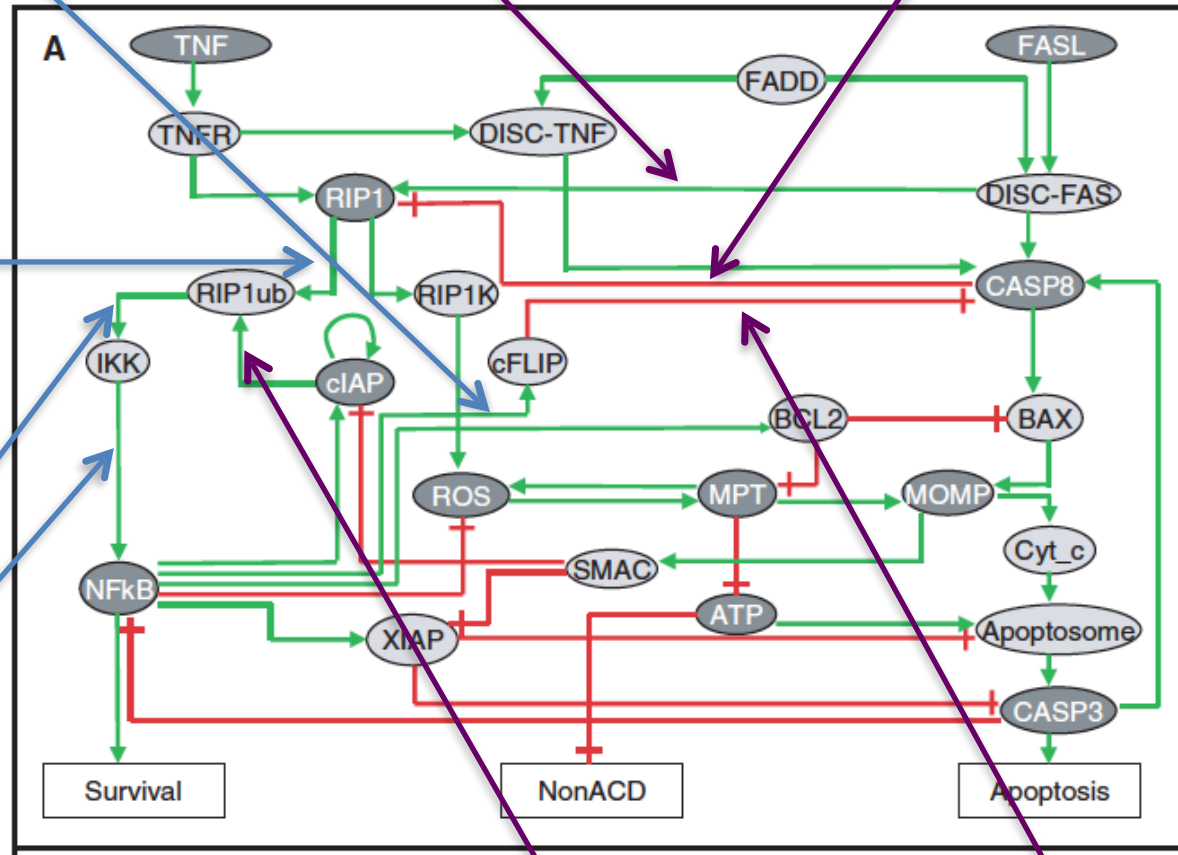 A
TNF
FASL
FADD
TNFR
DISC-TNF
RIP1
DISC-FAS
RIP1ub
RIP1K
CASP8
IKK
cIAP
cFLIP
BCL2
BAX
ROS
MPT
MOMP
Cyt_c
SMAC
NFkB
ATP
XIAP
Apoptosome
CASP3
Survival
NonACD
Apoptosis